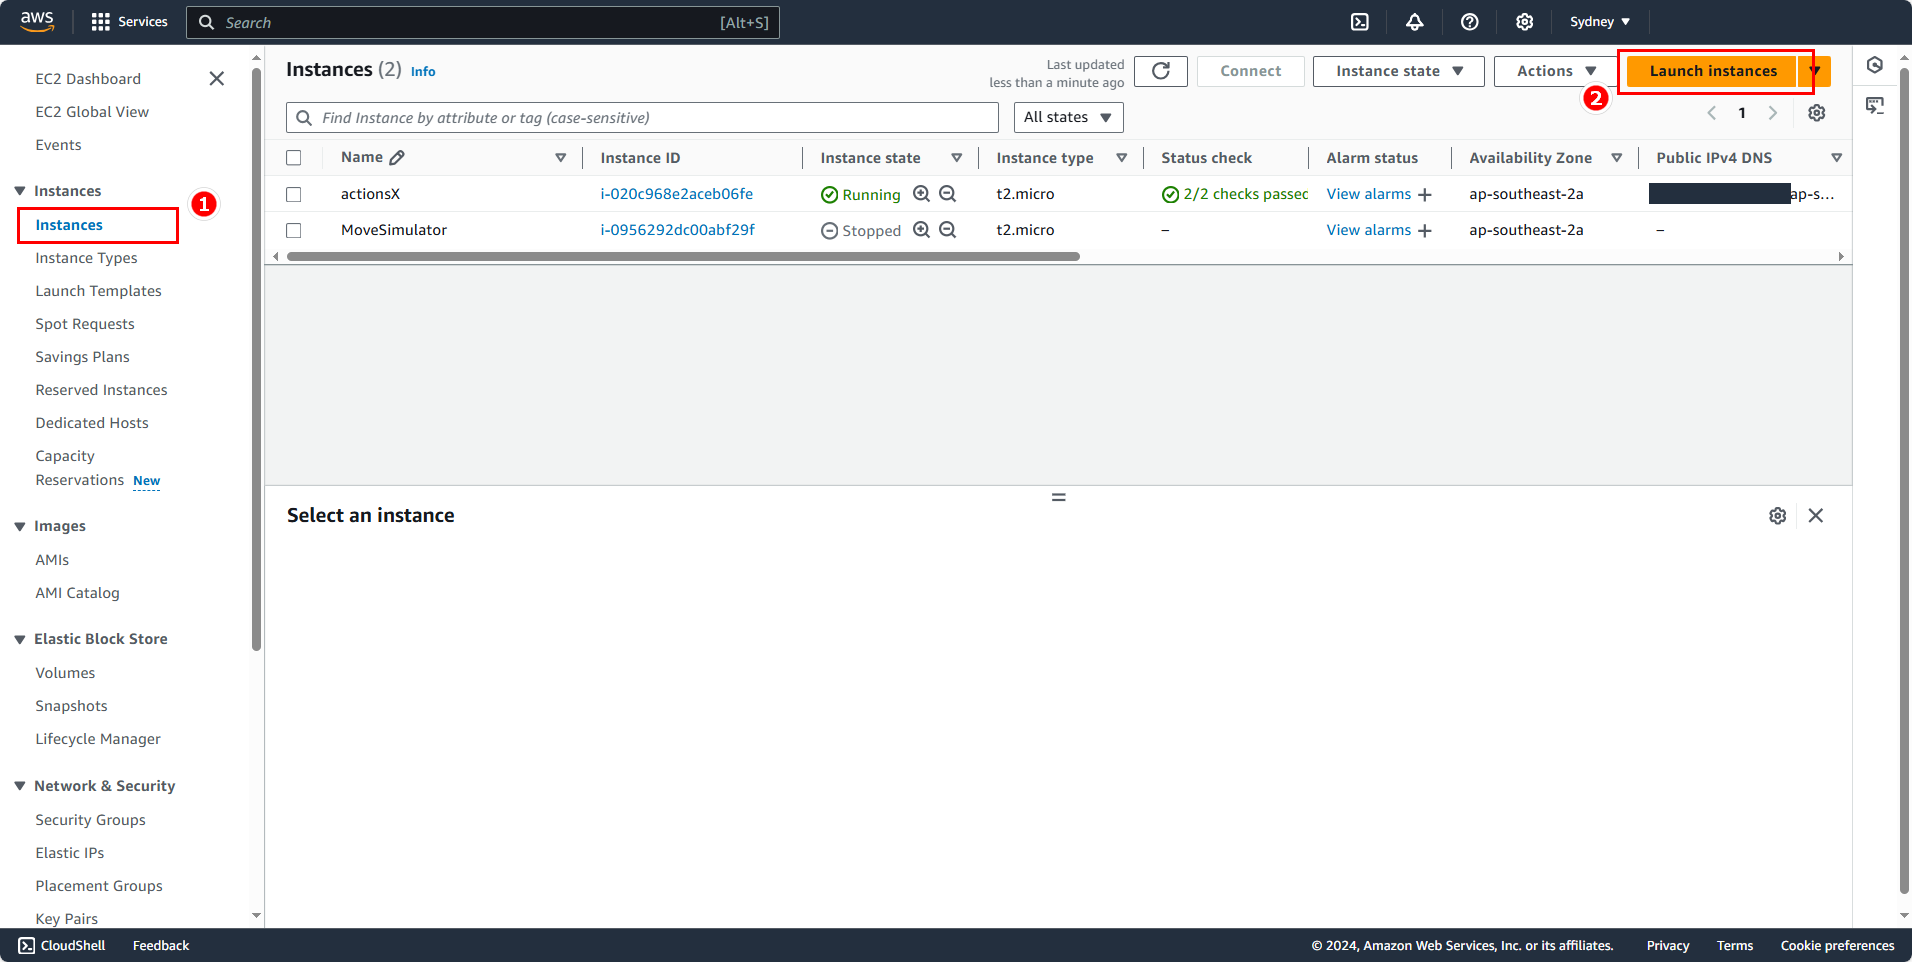 aws
Services
Search
[Alt+S]
Sydney
EC2 Dashboard
EC2 Global View
Events
Instances
1
Instances
Instance Types
Launch Templates
Spot Requests
Savings Plans
Reserved Instances
Dedicated Hosts
Capacity
Reservations New
Images
AMIs
AMI Catalog
Elastic Block Store
Volumes
Snapshots
Lifecycle Manager
Network & Security
Security Groups
Elastic IPs
Placement Groups
Key Pairs
Instances (2) Info
Last updated
less than a minute ago
Connect
Instance state
Actions
Launch instances
2
Find Instance by attribute or tag (case-sensitive)
All states
1
Name Instance ID Instance state Instance type Status check Alarm status Availability Zone Public IPv4 DNS
actionsX i-020c968e2aceb06fe Running t2.micro 2/2 checks passed View alarms + ap-southeast-2a ap-s...
MoveSimulator i-0956292dc00abf29f Stopped t2.micro – View alarms + ap-southeast-2a –
Select an instance
CloudShell
Feedback
© 2024, Amazon Web Services, Inc. or its affiliates.
Privacy
Terms
Cookie preferences